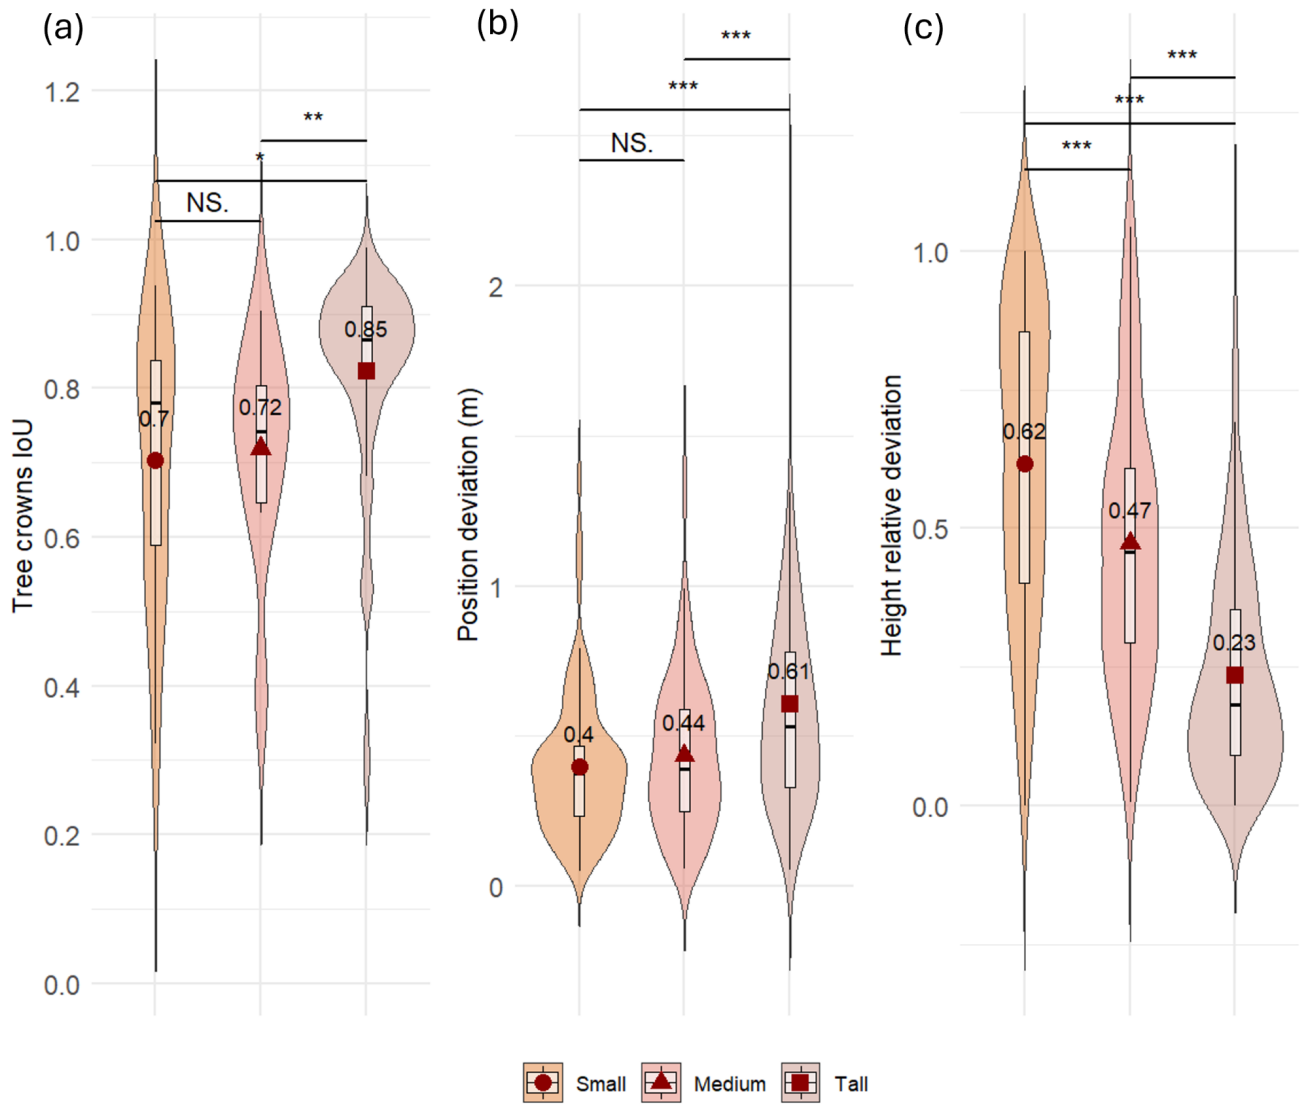 (a)
Tree crowns IoU
1.2
1.0
0.8
0.6
0.4
0.2
0.0
**
*
NS.
0.7
0.72
0.85
(b)
Position deviation (m)
2
1
0
***
***
NS.
0.4
0.44
0.61
(c)
Height relative deviation
1.0
0.5
0.0
***
***
***
0.62
0.47
0.23
Small
Medium
Tall